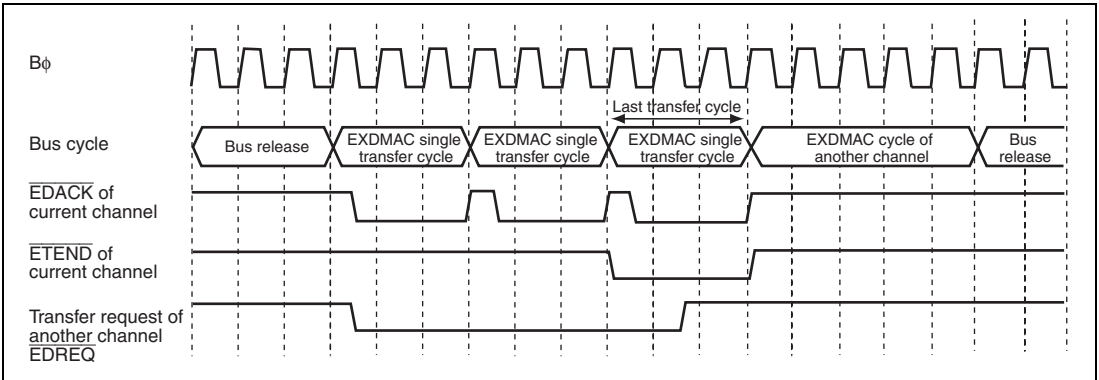 Bφ
Last transfer cycle
Bus cycle
Bus release
EXDMAC single
transfer cycle
EXDMAC single
transfer cycle
EXDMAC single
transfer cycle
EXDMAC cycle of
another channel
Bus
release
EDACK of
current channel
ETEND of
current channel
Transfer request of
another channel
EDREQ